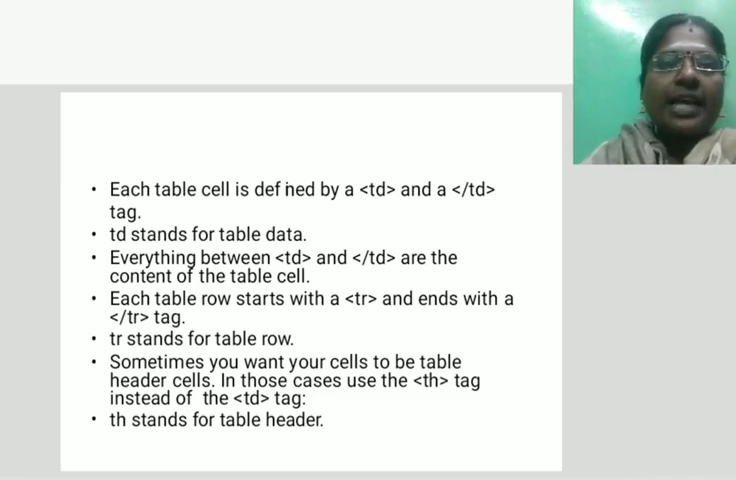 • Each table cell is def ned by a <td> and a </td>
tag.
• td stands for table data.
• Everything between <td> and </td> are the
content of the table cell.
• Each table row starts with a <tr> and ends with a
</tr> tag.
• tr stands for table row.
• Sometimes you want your cells to be table
header cells. In those cases use the <th> tag
instead of  the <td> tag:
• th stands for table header.